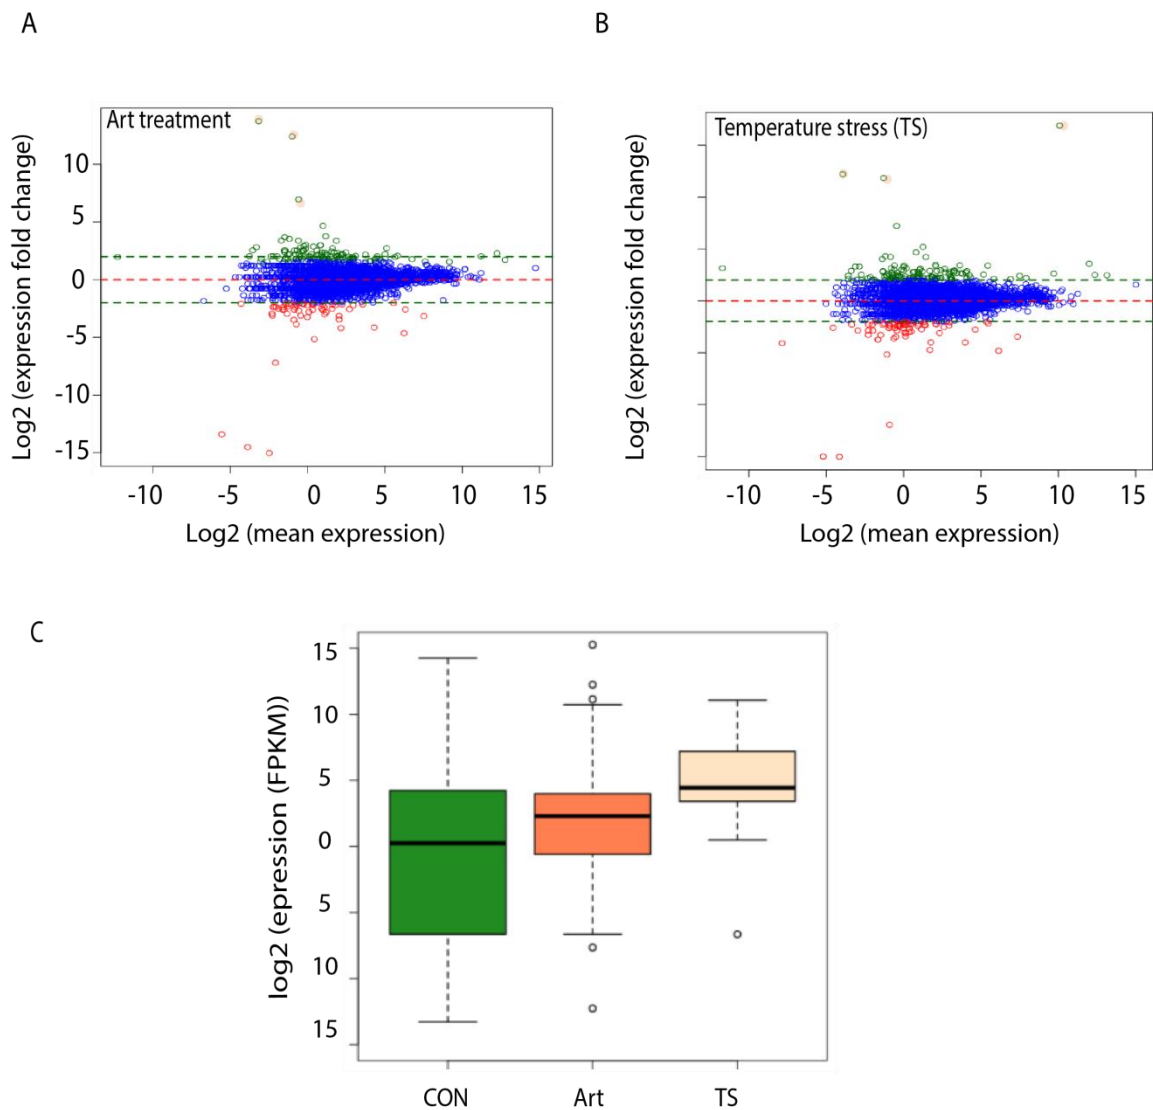 A
B
Art treatment
Temperature stress (TS)
Log2 (expression fold change)
10
5
0
-5
-10
-15
Log2 (expression fold change)
-10
-5
0
5
10
15
-10
-5
0
5
10
15
Log2 (mean expression)
Log2 (mean expression)
C
log2 (epression (FPKM))
15
10
5
0
5
10
15
CON
Art
TS